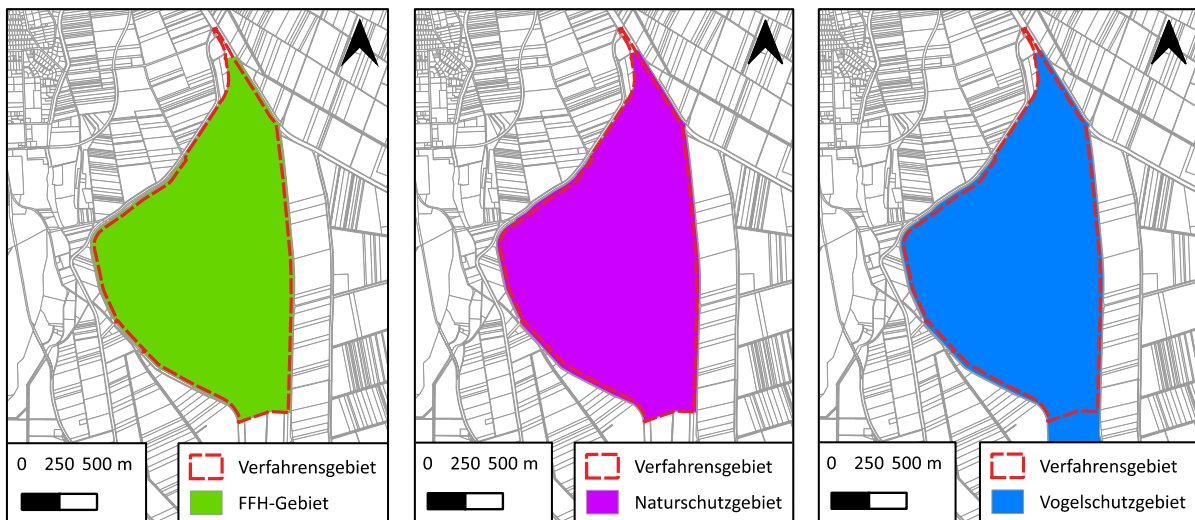 0 250 500 m
Verfahrensgebiet
FFH-Gebiet
0 250 500 m
Verfahrensgebiet
Naturschutzgebiet
0 250 500 m
Verfahrensgebiet
Vogelschutzgebiet